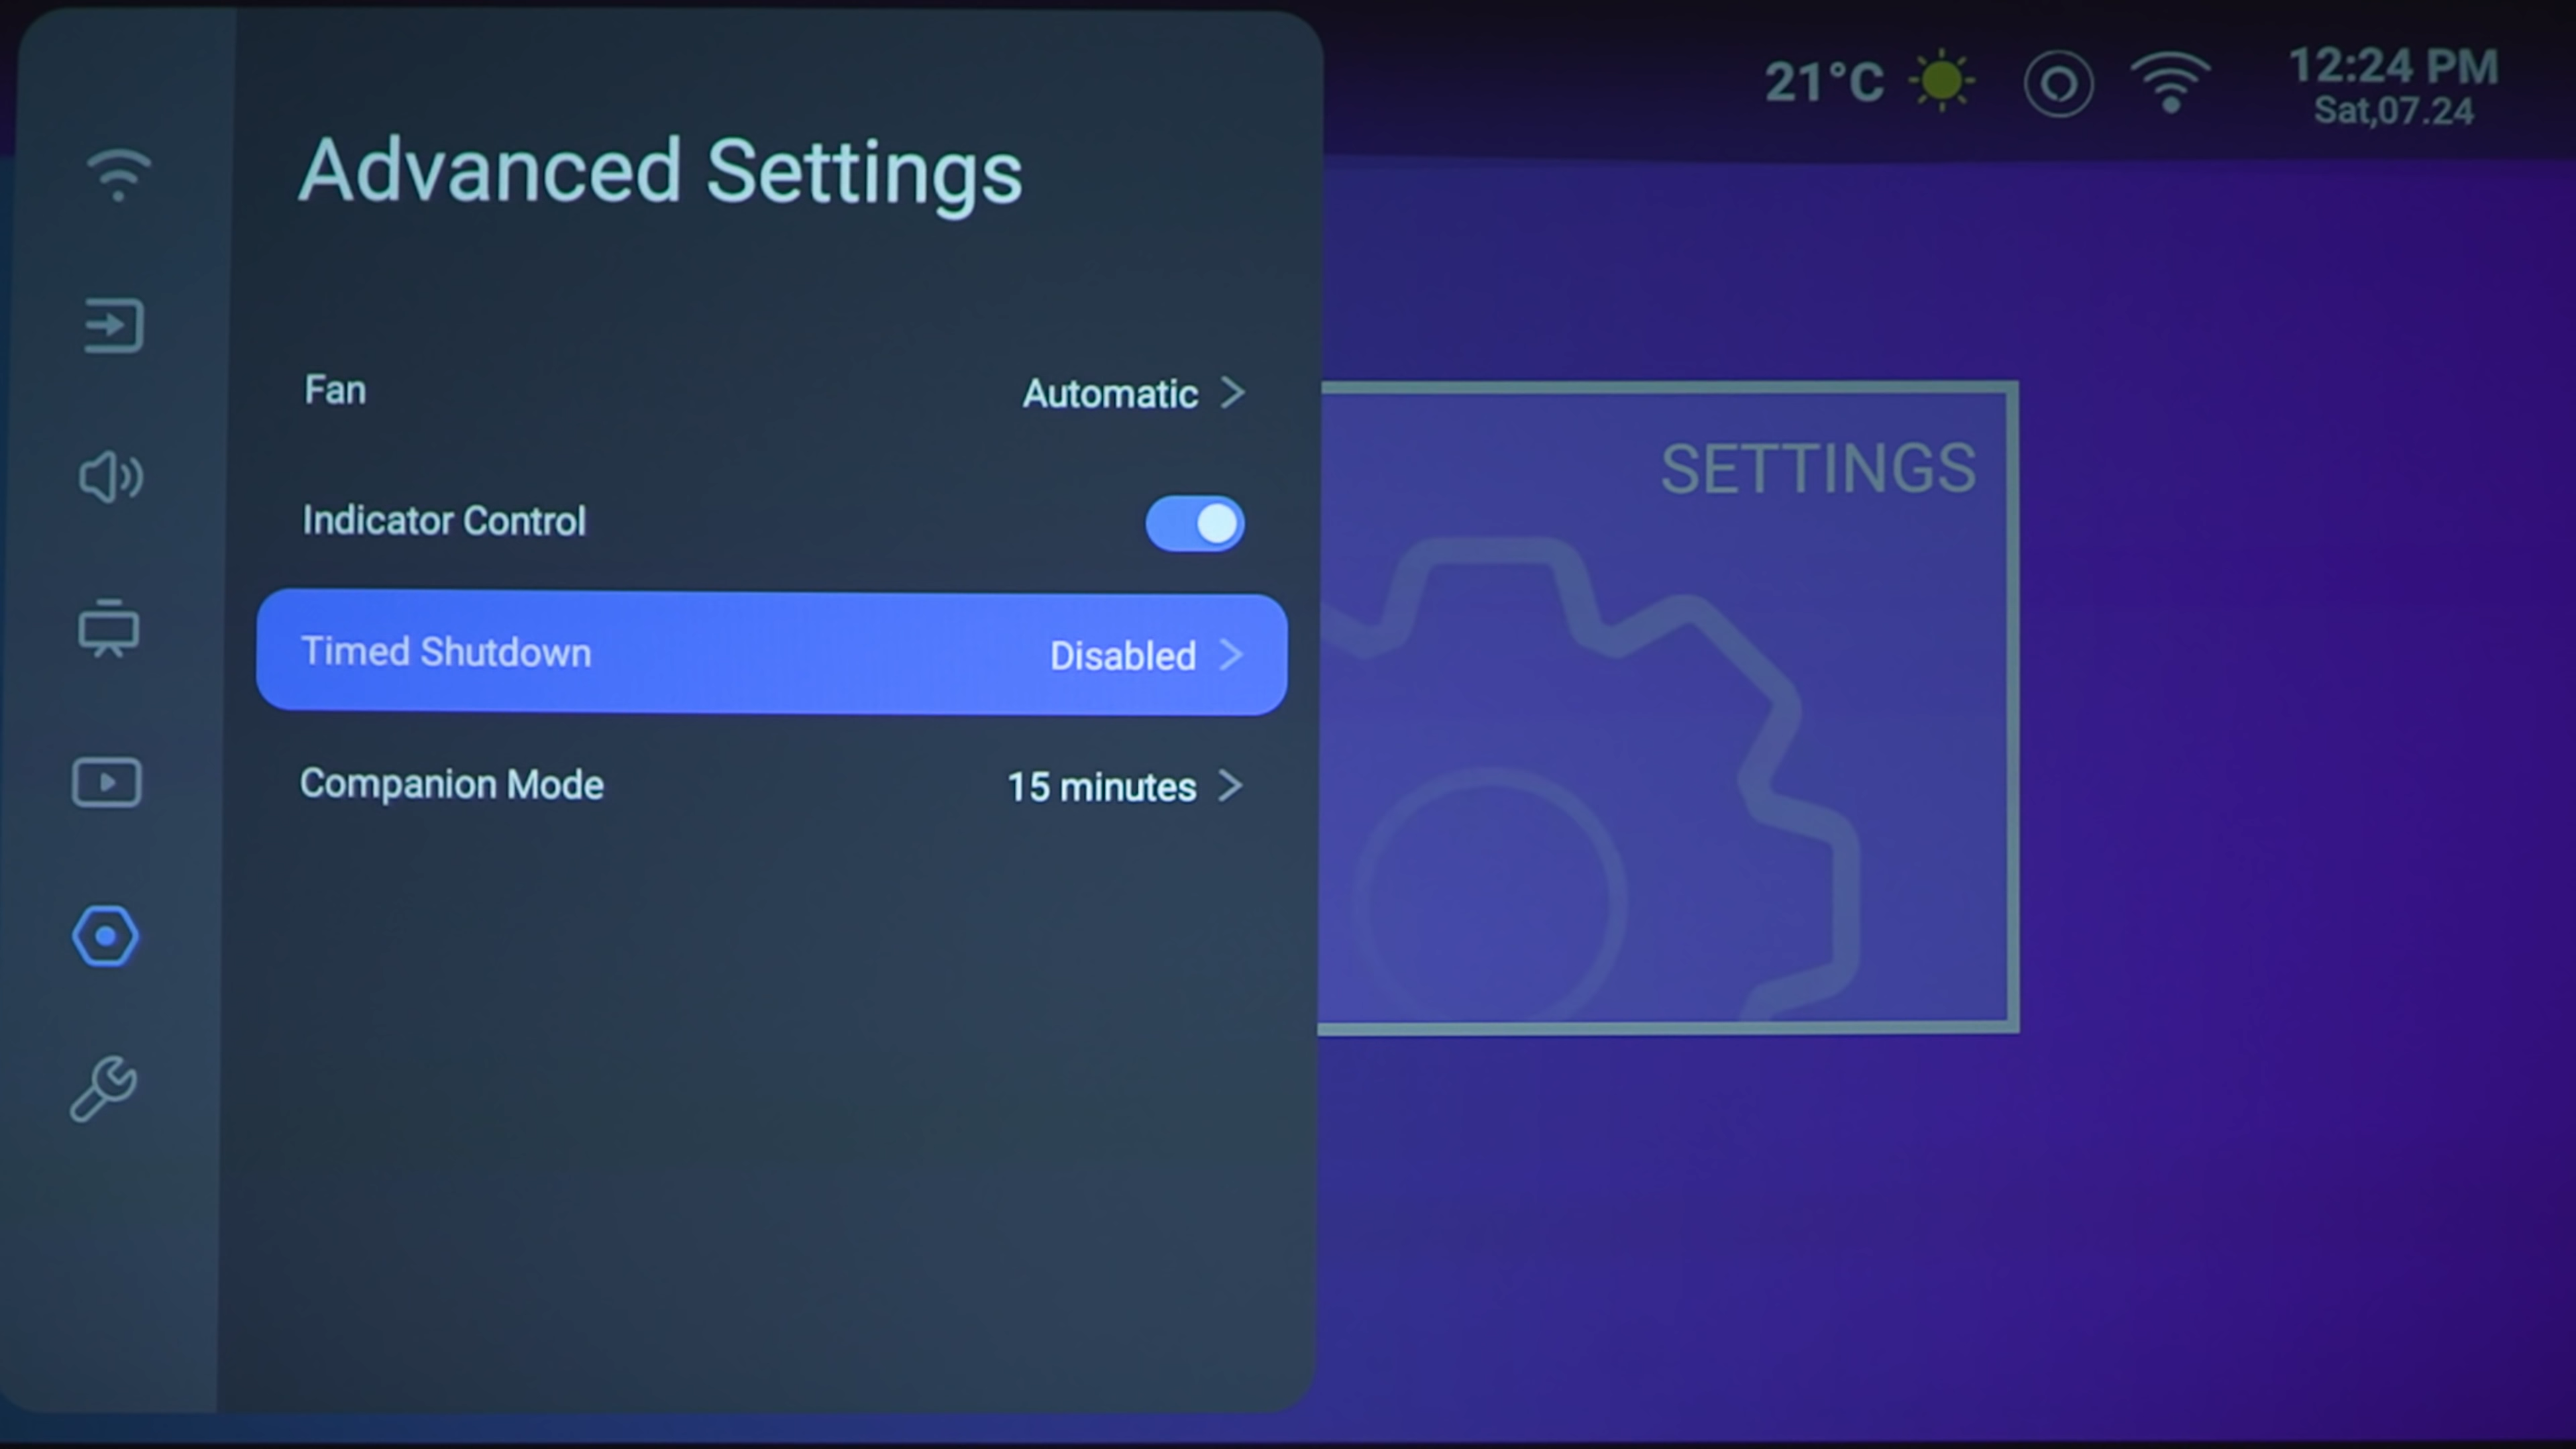 21°C
12:24 PM
Sat,07.24
Advanced Settings
Fan Automatic
Indicator Control
Timed Shutdown Disabled
Companion Mode 15 minutes
SETTINGS